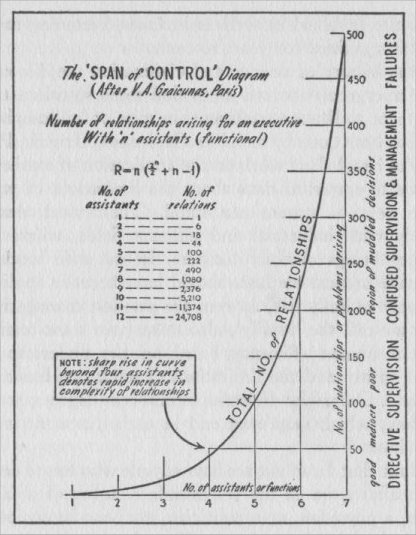 The 'SPAN of CONTROL' Diagram
(After V.A. Graicunas, Paris)
Number of relationships arising for an executive
With 'n' assistants (functional)
R=n (2ⁿ/2 + n −1)
No. of assistants No. of relations
1 1
2 6
3 18
4 44
5 100
6 222
7 490
8 1,080
9 2,376
10 5,210
11 11,374
12 24,708
NOTE: sharp rise in curve
beyond four assistants
denotes rapid increase in
complexity of relationships
TOTAL NO. of RELATIONSHIPS
No. of assistants or functions
1 2 3 4 5 6 7
500
450
400
350
300
250
200
150
100
50
No. of relationships or problems arising
good mediocre poor Region of muddled decisions
DIRECTIVE SUPERVISION CONFUSED SUPERVISION & MANAGEMENT FAILURES